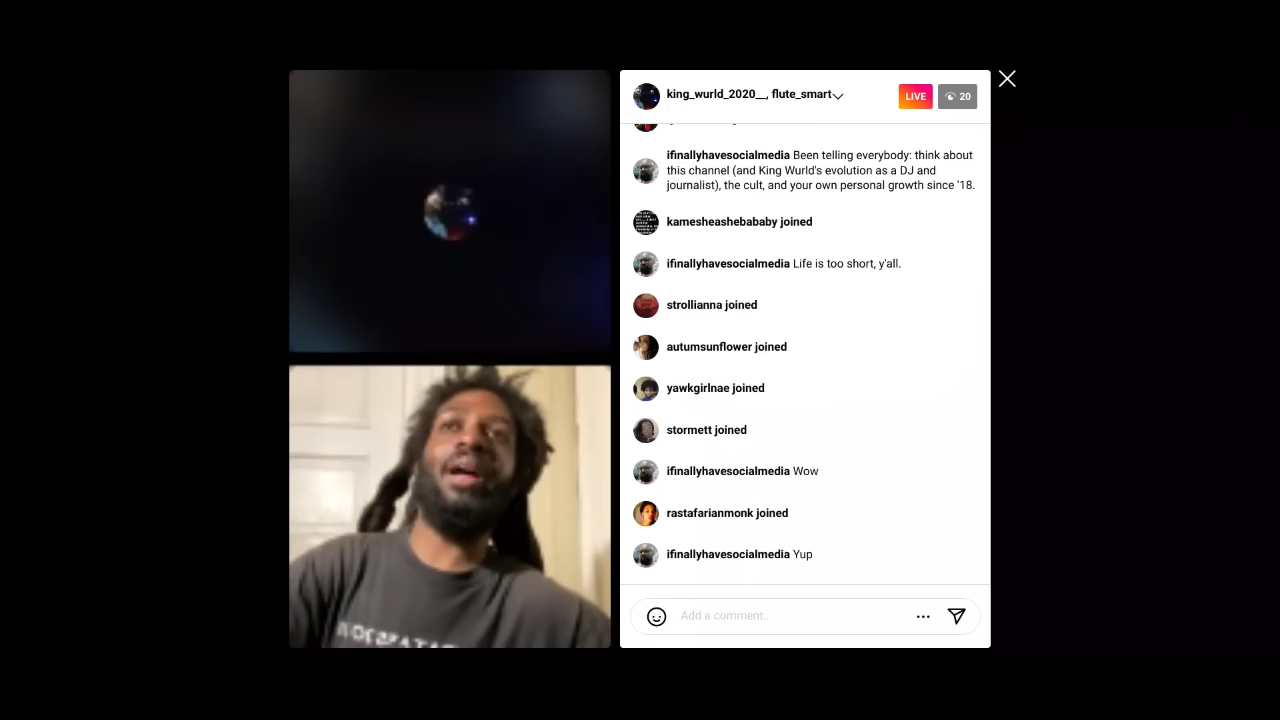 king_wurld_2020__, flute_smart
LIVE
20
ifinallyhavesocialmedia Been telling everybody: think about
this channel (and King World's evolution as a DJ and
journalist), the cult, and your own personal growth since '18.
kamesheashebababy joined
ifinallyhavesocialmedia Life is too short, y'all.
strollianna joined
autumsunflower joined
yawkgirlnae joined
stormett joined
ifinallyhavesocialmedia Wow
rastafarianmonk joined
ifinallyhavesocialmedia Yup
Add a comment...